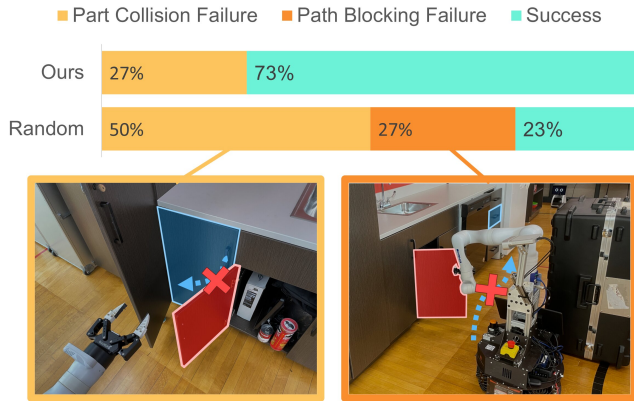 Part Collision Failure Path Blocking Failure Success
Ours 27% 73%
Random 50% 27% 23%